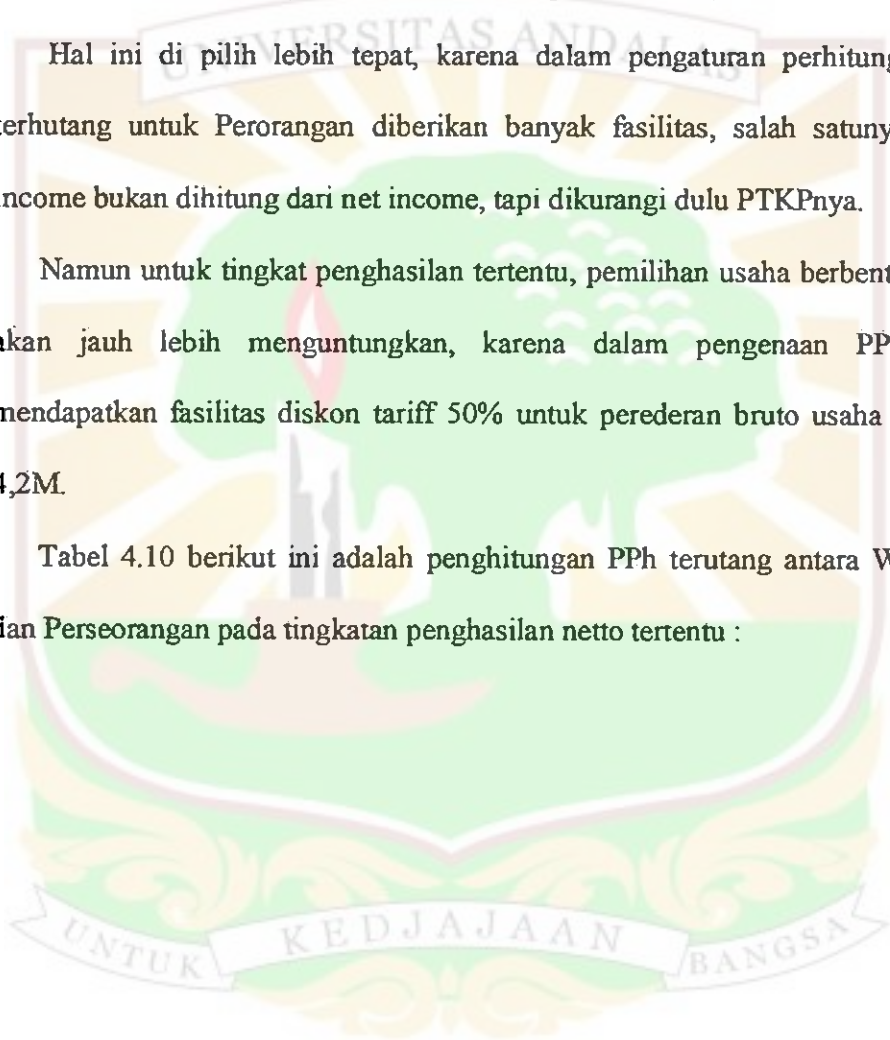 UNIVERSITAS ANDALAS
Hal ini di pilih lebih tepat, karena dalam pengaturan perhitung
terhutang untuk Perorangan diberikan banyak fasilitas, salah satuny
income bukan dihitung dari net income, tapi dikurangi dulu PTKPnya.
Namun untuk tingkat penghasilan tertentu, pemilihan usaha berbent
akan jauh lebih menguntungkan, karena dalam pengenaan PP
mendapatkan fasilitas diskon tariff 50% untuk perederan bruto usaha
4,2M.
Tabel 4.10 berikut ini adalah penghitungan PPh terutang antara W
dan Perseorangan pada tingkatan penghasilan netto tertentu :
UNTUK KEDJAJAAN BANGSA